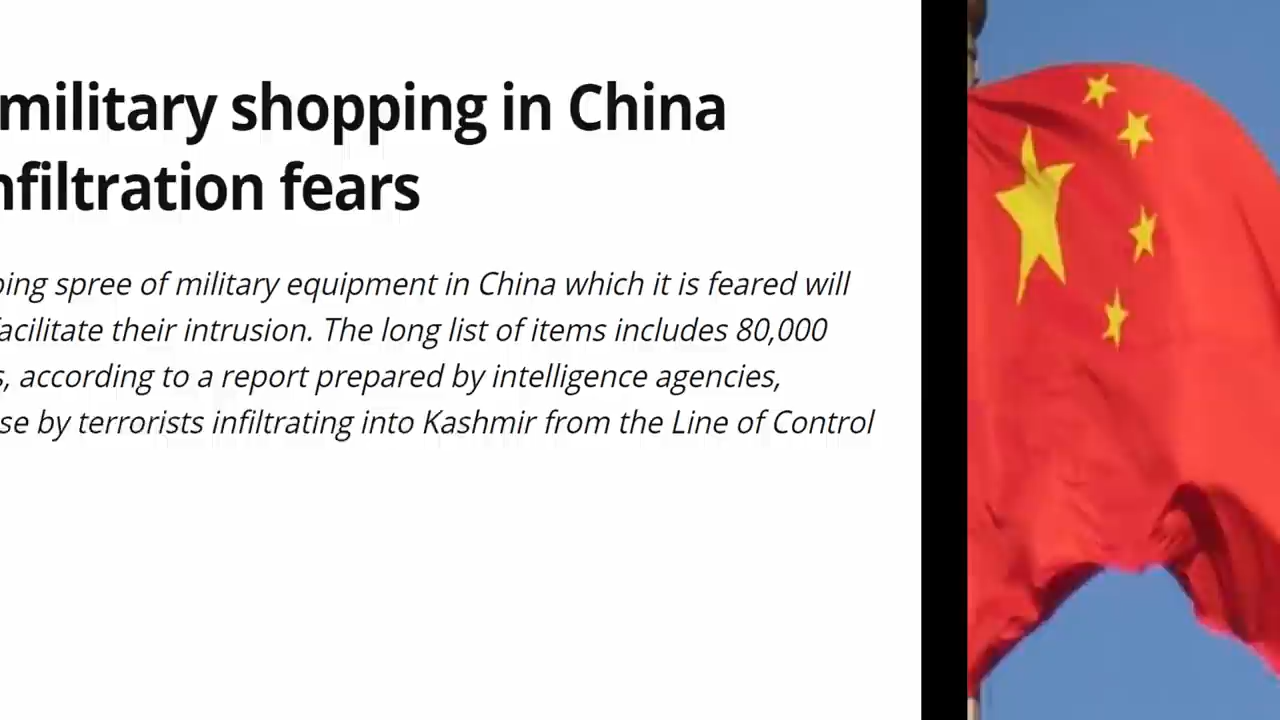 military shopping in China
nfiltration fears
ping spree of military equipment in China which it is feared will
facilitate their intrusion. The long list of items includes 80,000
s, according to a report prepared by intelligence agencies,
se by terrorists infiltrating into Kashmir from the Line of Control